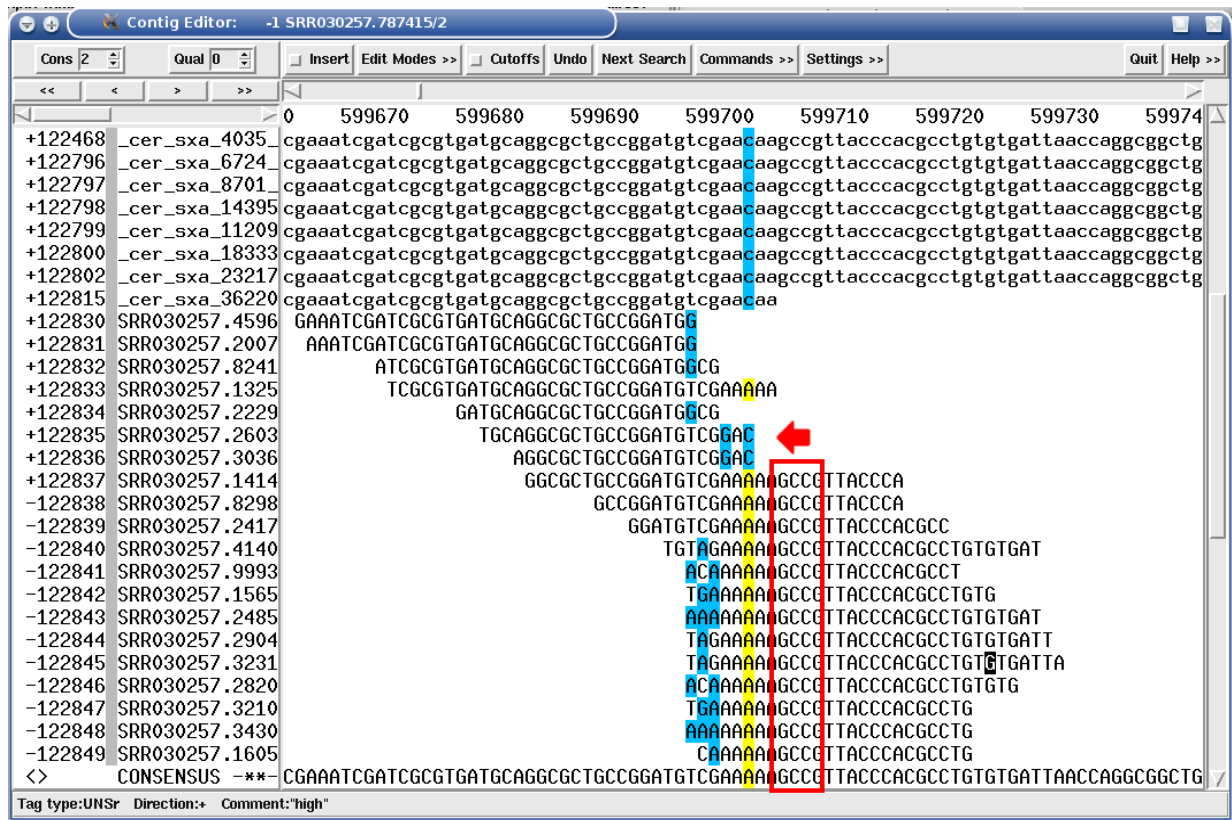 Contig Editor: -1 SRR030257.787415/2
Cons 2 Qual 0 Insert Edit Modes >> Cutoffs Undo Next Search Commands >> Settings >> Quit Help >>
<< < > >>
0 599670 599680 599690 599700 599710 599720 599730 59974
+122468 _cer_sxa_4035_ cgaaatcgatcgcgtgatgcaggcgctgccggatgtcgaacaagccgttacccacgcctgtgtgattaaccaggcggctg
+122796 _cer_sxa_6724_ cgaaatcgatcgcgtgatgcaggcgctgccggatgtcgaacaagccgttacccacgcctgtgtgattaaccaggcggctg
+122797 _cer_sxa_8701_ cgaaatcgatcgcgtgatgcaggcgctgccggatgtcgaacaagccgttacccacgcctgtgtgattaaccaggcggctg
+122798 _cer_sxa_14395 cgaaatcgatcgcgtgatgcaggcgctgccggatgtcgaacaagccgttacccacgcctgtgtgattaaccaggcggctg
+122799 _cer_sxa_11209 cgaaatcgatcgcgtgatgcaggcgctgccggatgtcgaacaagccgttacccacgcctgtgtgattaaccaggcggctg
+122800 _cer_sxa_18333 cgaaatcgatcgcgtgatgcaggcgctgccggatgtcgaacaagccgttacccacgcctgtgtgattaaccaggcggctg
+122802 _cer_sxa_23217 cgaaatcgatcgcgtgatgcaggcgctgccggatgtcgaacaagccgttacccacgcctgtgtgattaaccaggcggctg
+122815 _cer_sxa_36220 cgaaatcgatcgcgtgatgcaggcgctgccggatgtcgaacaa
+122830 SRR030257.4596 GAAATCGATCGCGTGATGCAGGCGCTGCCGGATGG
+122831 SRR030257.2007 AAATCGATCGCGTGATGCAGGCGCTGCCGGATGG
+122832 SRR030257.8241 ATCGCGTGATGCAGGCGCTGCCGGATGGCG
+122833 SRR030257.1325 TCGCGTGATGCAGGCGCTGCCGGATGTCGAAAAA
+122834 SRR030257.2229 GATGCAGGCGCTGCCGGATGGCG
+122835 SRR030257.2603 TGCAGGCGCTGCCGGATGTCGGAC
+122836 SRR030257.3036 AGGCGCTGCCGGATGTCGGAC
+122837 SRR030257.1414 GGCGCTGCCGGATGTCGAAAAAGCCGTTACCCA
-122838 SRR030257.8298 GCCGGATGTCGAAAAAGCCGTTACCCA
-122839 SRR030257.2417 GGATGTCGAAAAAGCCGTTACCCACGCC
-122840 SRR030257.4140 TGTAGAAAAAGCCGTTACCCACGCCTGTGTGAT
-122841 SRR030257.9993 ACAAAAAAGCCGTTACCCACGCCT
-122842 SRR030257.1565 TGAAAAAAGCCGTTACCCACGCCTGTG
-122843 SRR030257.2485 AAAAAAAAGCCGTTACCCACGCCTGTGTGAT
-122844 SRR030257.2904 TAGAAAAAGCCGTTACCCACGCCTGTGTGATT
-122845 SRR030257.3231 TAGAAAAAGCCGTTACCCACGCCTGTGTGATTA
-122846 SRR030257.2820 ACAAAAAAGCCGTTACCCACGCCTGTGTG
-122847 SRR030257.3210 TGAAAAAAGCCGTTACCCACGCCTG
-122848 SRR030257.3430 AAAAAAAAGCCGTTACCCACGCCTG
-122849 SRR030257.1605 CAAAAAAGCCGTTACCCACGCCTG
<> CONSENSUS -**- CGAAATCGATCGCGTGATGCAGGCGCTGCCGGATGTCGAAAAAGCCGTTACCCACGCCTGTGTGATTAACCAGGCGGCTG
Tag type:UNSr Direction:+ Comment:"high"